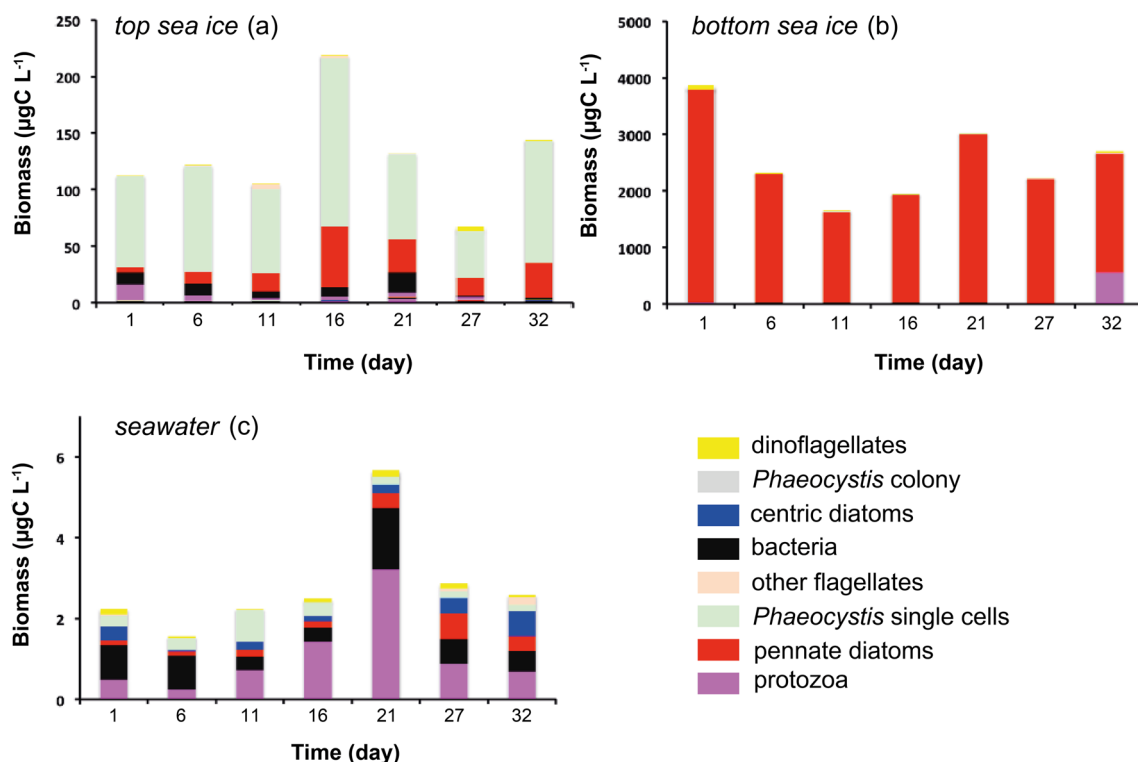 top sea ice (a)
250
200
150
100
50
0
Biomass (µgC L-1)
1 6 11 16 21 27 32
Time (day)
bottom sea ice (b)
5000
4000
3000
2000
1000
0
Biomass (µgC L-1)
1 6 11 16 21 27 32
Time (day)
seawater (c)
6
4
2
0
Biomass (µgC L-1)
1 6 11 16 21 27 32
Time (day)
dinoflagellates
Phaeocystis colony
centric diatoms
bacteria
other flagellates
Phaeocystis single cells
pennate diatoms
protozoa